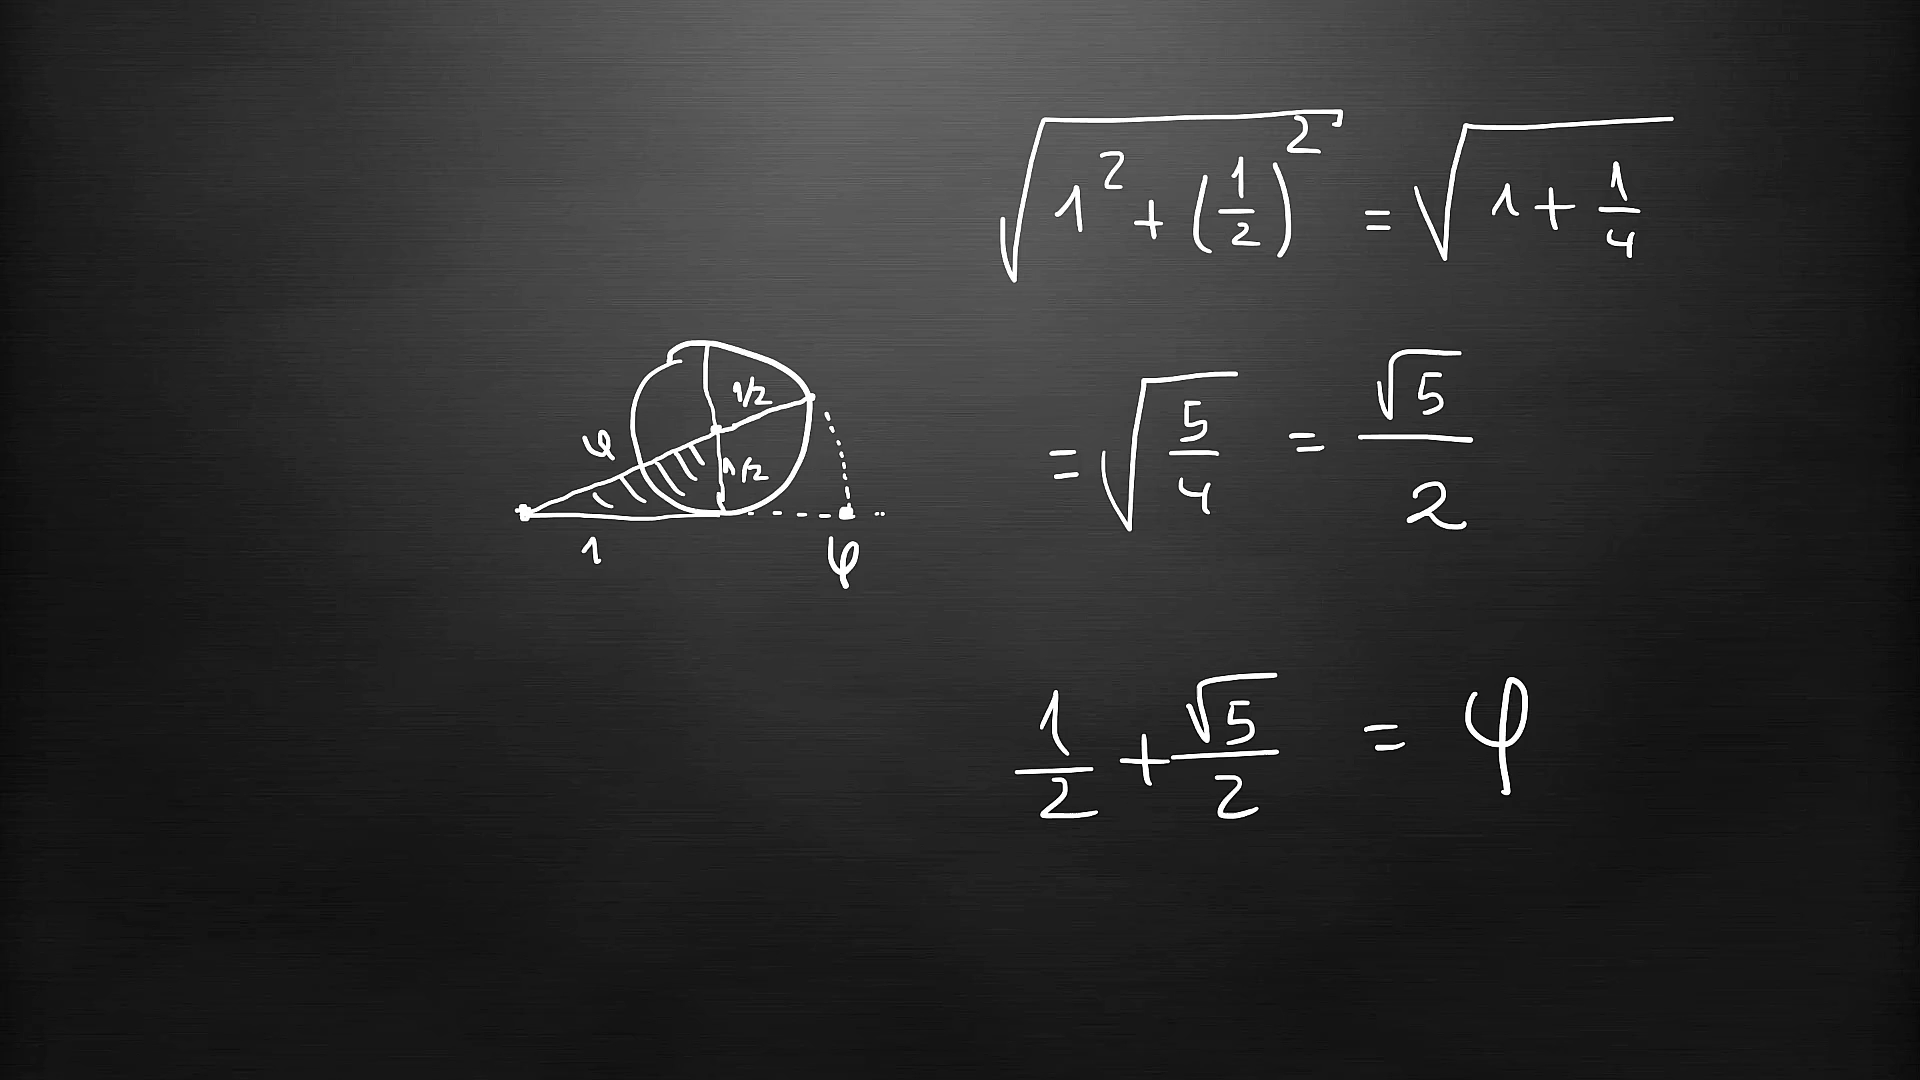 √(1² + (1/2)²) = √(1 + 1/4)
= √(5/4) = √5/2
1/2
φ
1/2
1
φ
1/2 + √5/2 = φ